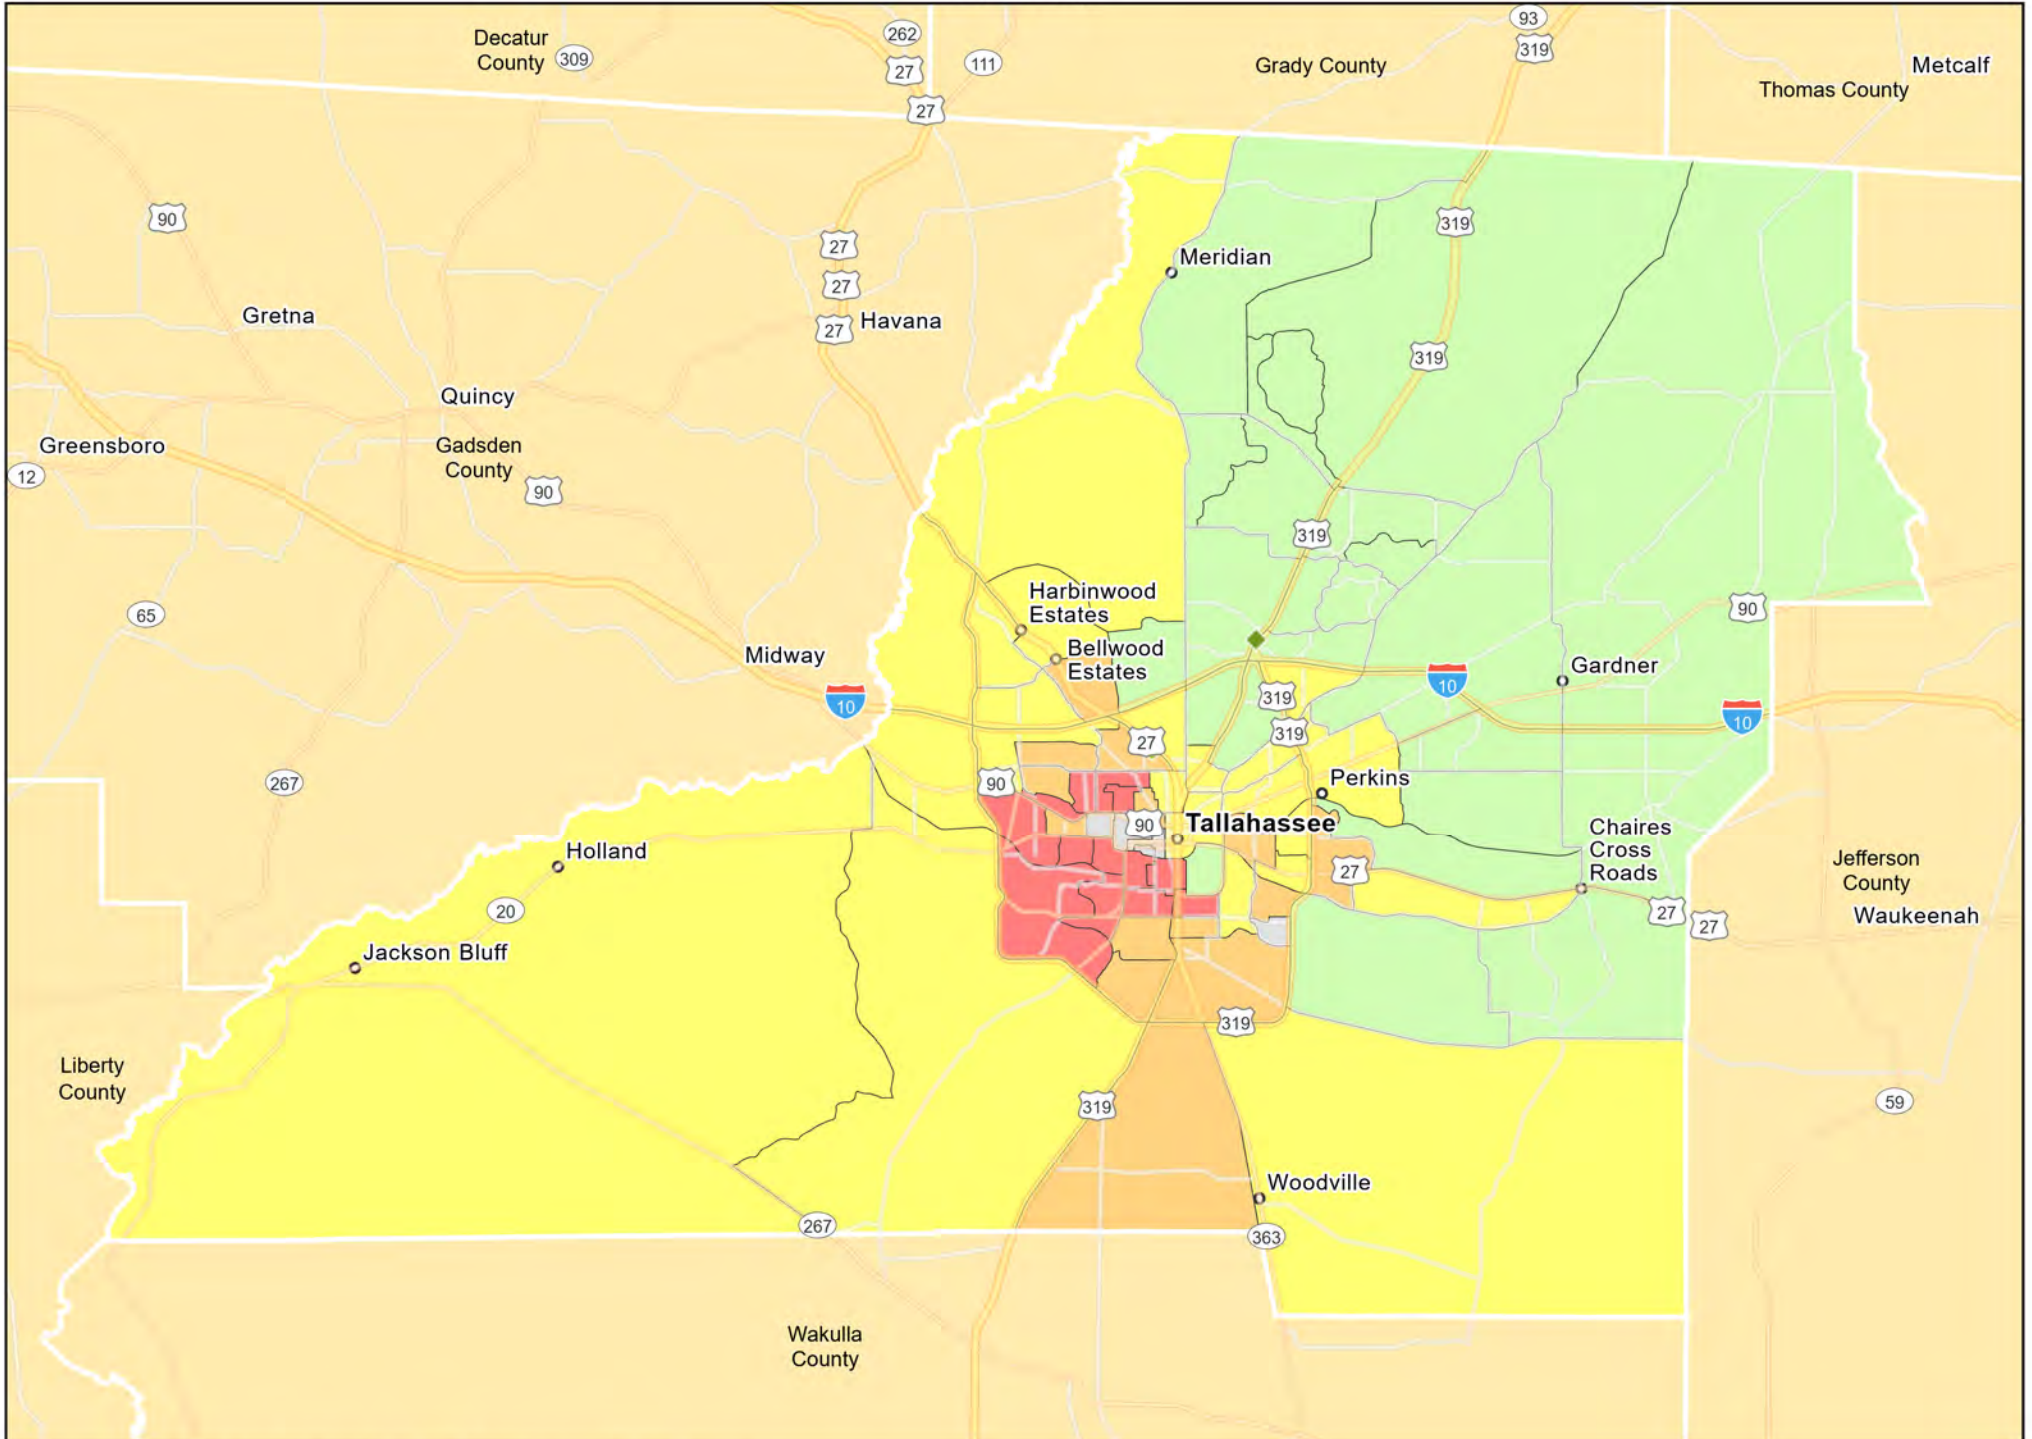 Decatur
County
309
262
27
111
27
Grady County
93
319
Metcalf
Thomas County
90
27
27
27
Havana
Gretna
Meridian
319
319
Quincy
Greensboro
Gadsden
County
12
90
319
65
Harbinwood
Estates
Bellwood
Estates
Midway
10
90
Gardner
10
10
319
319
27
267
90
Perkins
90
Tallahassee
Holland
20
Chaires
Cross
Roads
27
Jefferson
County
Waukeenah
27
27
Jackson Bluff
319
Liberty
County
319
59
Woodville
267
363
Wakulla
County